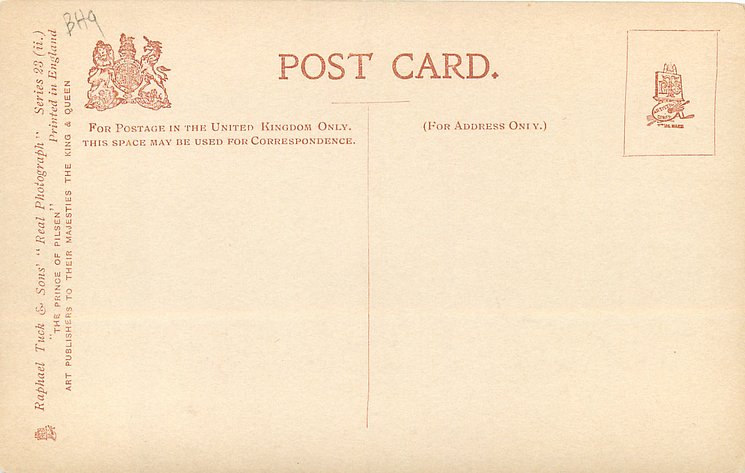 BH9
Raphael Tuck & Sons' "Real Photograph" Series 23 (ii.)
"THE PRINCE OF PILSEN" Printed in England
ART PUBLISHERS TO THEIR MAJESTIES THE KING & QUEEN
POST CARD.
FOR POSTAGE IN THE UNITED KINGDOM ONLY.
THIS SPACE MAY BE USED FOR CORRESPONDENCE.
(FOR ADDRESS ONLY.)